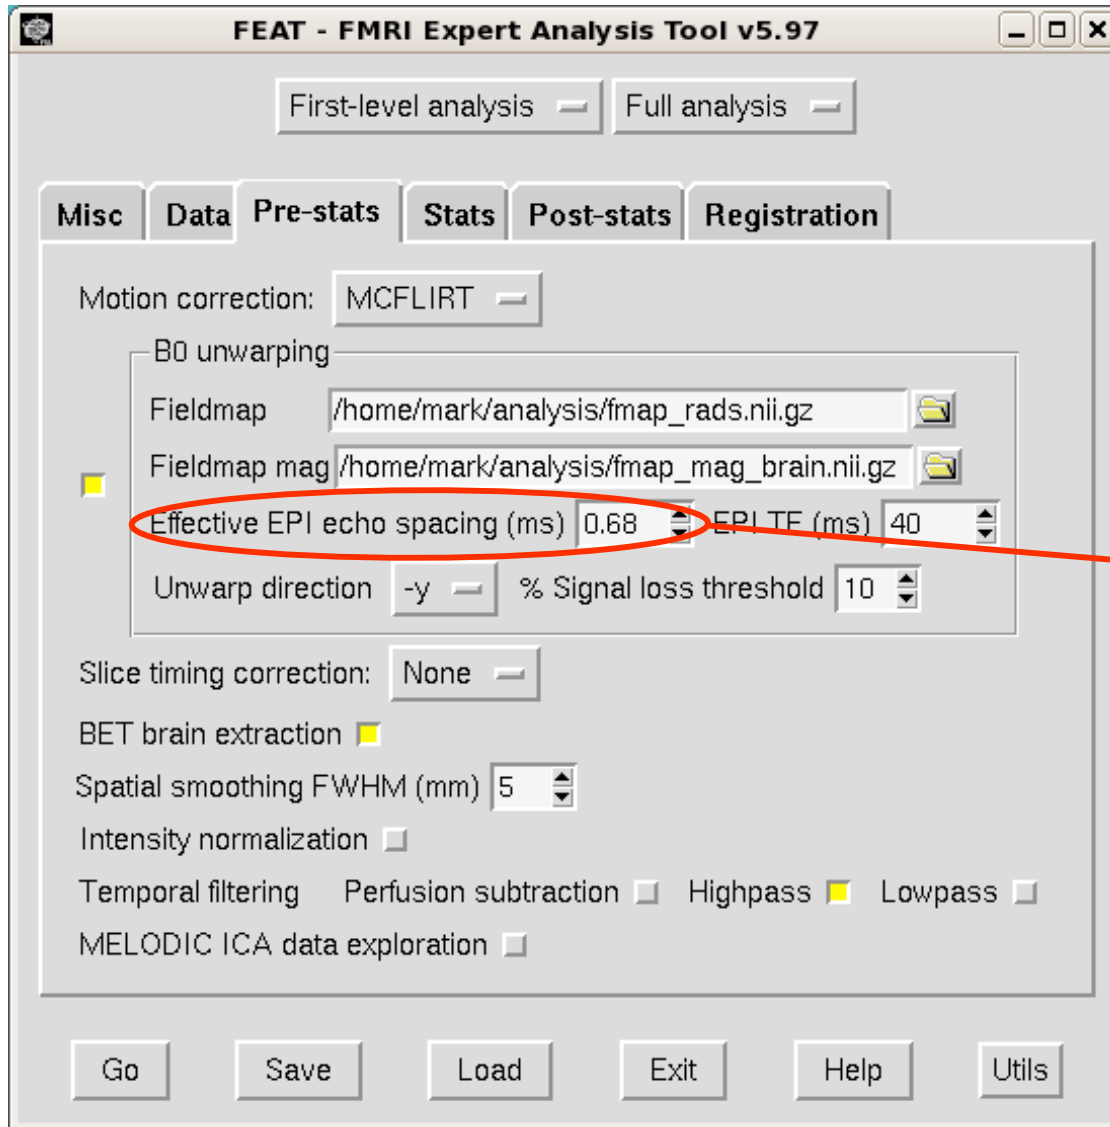 FEAT - FMRI Expert Analysis Tool v5.97
First-level analysis Full analysis
Misc Data Pre-stats Stats Post-stats Registration
Motion correction: MCFLIRT
B0 unwarping
Fieldmap /home/mark/analysis/fmap_rads.nii.gz
Fieldmap mag /home/mark/analysis/fmap_mag_brain.nii.gz
Effective EPI echo spacing (ms) 0.68 EPI TE (ms) 40
Unwarp direction -y % Signal loss threshold 10
Slice timing correction: None
BET brain extraction
Spatial smoothing FWHM (mm) 5
Intensity normalization
Temporal filtering Perfusion subtraction Highpass Lowpass
MELODIC ICA data exploration
Go Save Load Exit Help Utils